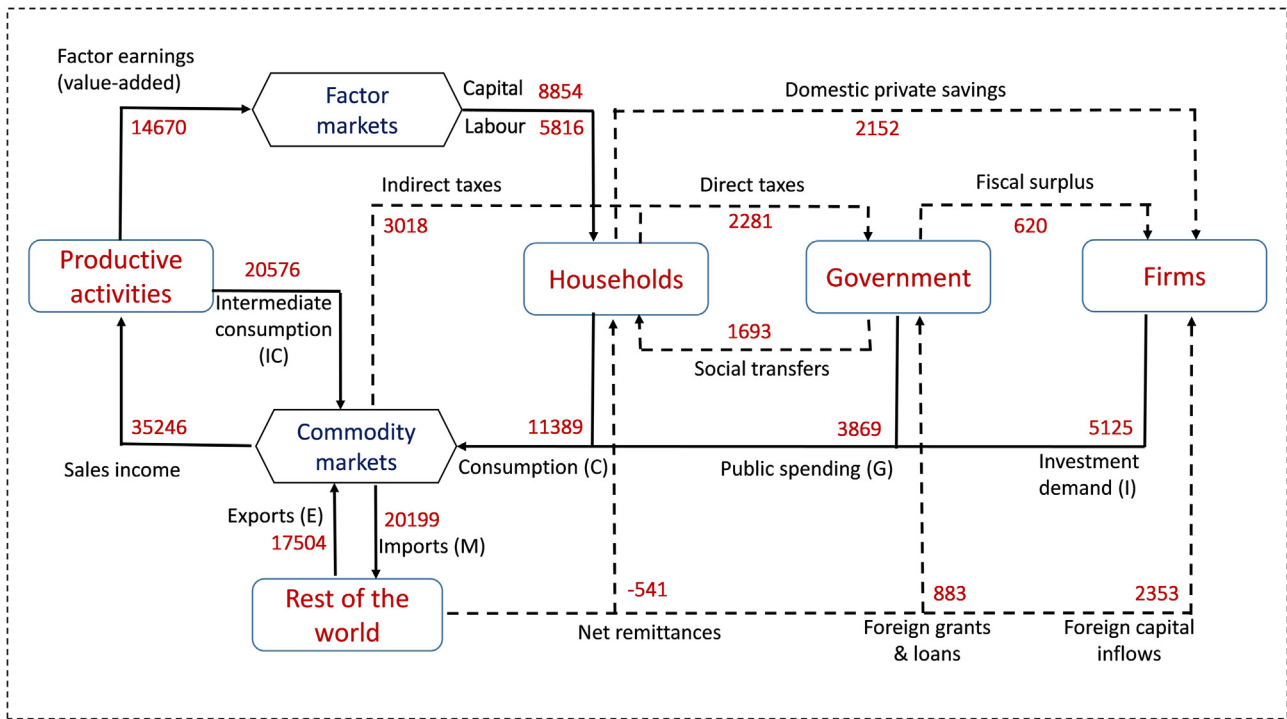 Factor earnings
(value-added)
14670
Factor
markets
Capital
8854
Labour
5816
Domestic private savings
2152
Indirect taxes
3018
Direct taxes
2281
Fiscal surplus
620
Productive
activities
20576
Intermediate
consumption
(IC)
Households
Government
Firms
1693
Social transfers
35246
Sales income
Commodity
markets
11389
Consumption (C)
3869
Public spending (G)
5125
Investment
demand (I)
Exports (E)
17504
20199
Imports (M)
Rest of the
world
-541
Net remittances
883
Foreign grants
& loans
2353
Foreign capital
inflows